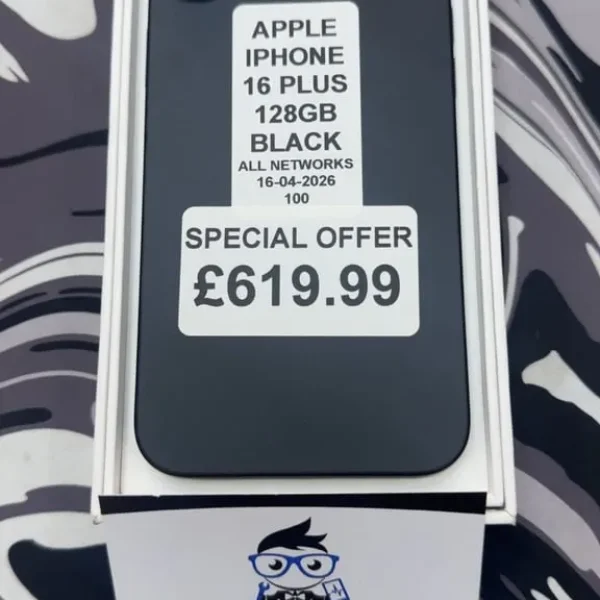 APPLE
IPHONE
16 PLUS
128GB
BLACK
ALL NETWORKS
16-04-2026
100
SPECIAL OFFER
£619.99